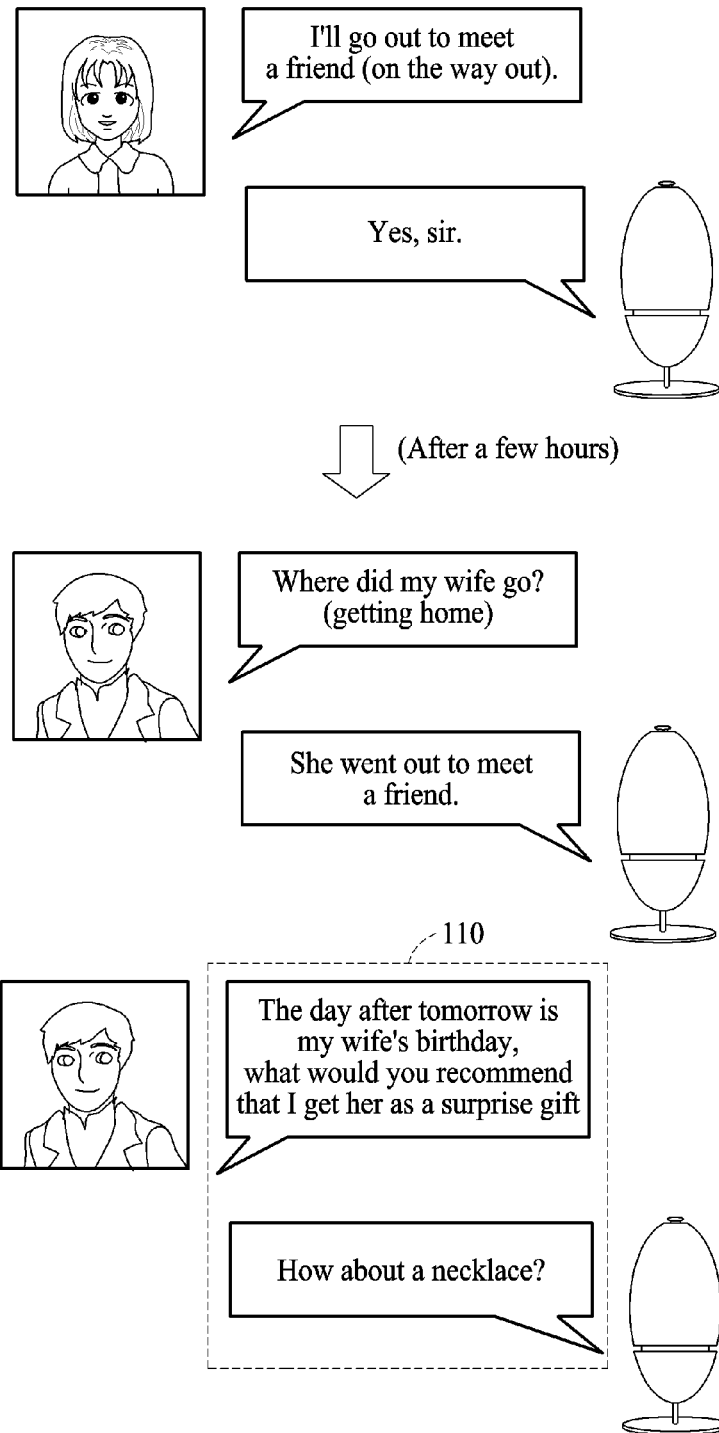 I'll go out to meet
a friend (on the way out).
Yes, sir.
(After a few hours)
Where did my wife go?
(getting home)
She went out to meet
a friend.
110
The day after tomorrow is
my wife's birthday,
what would you recommend
that I get her as a surprise gift
How about a necklace?